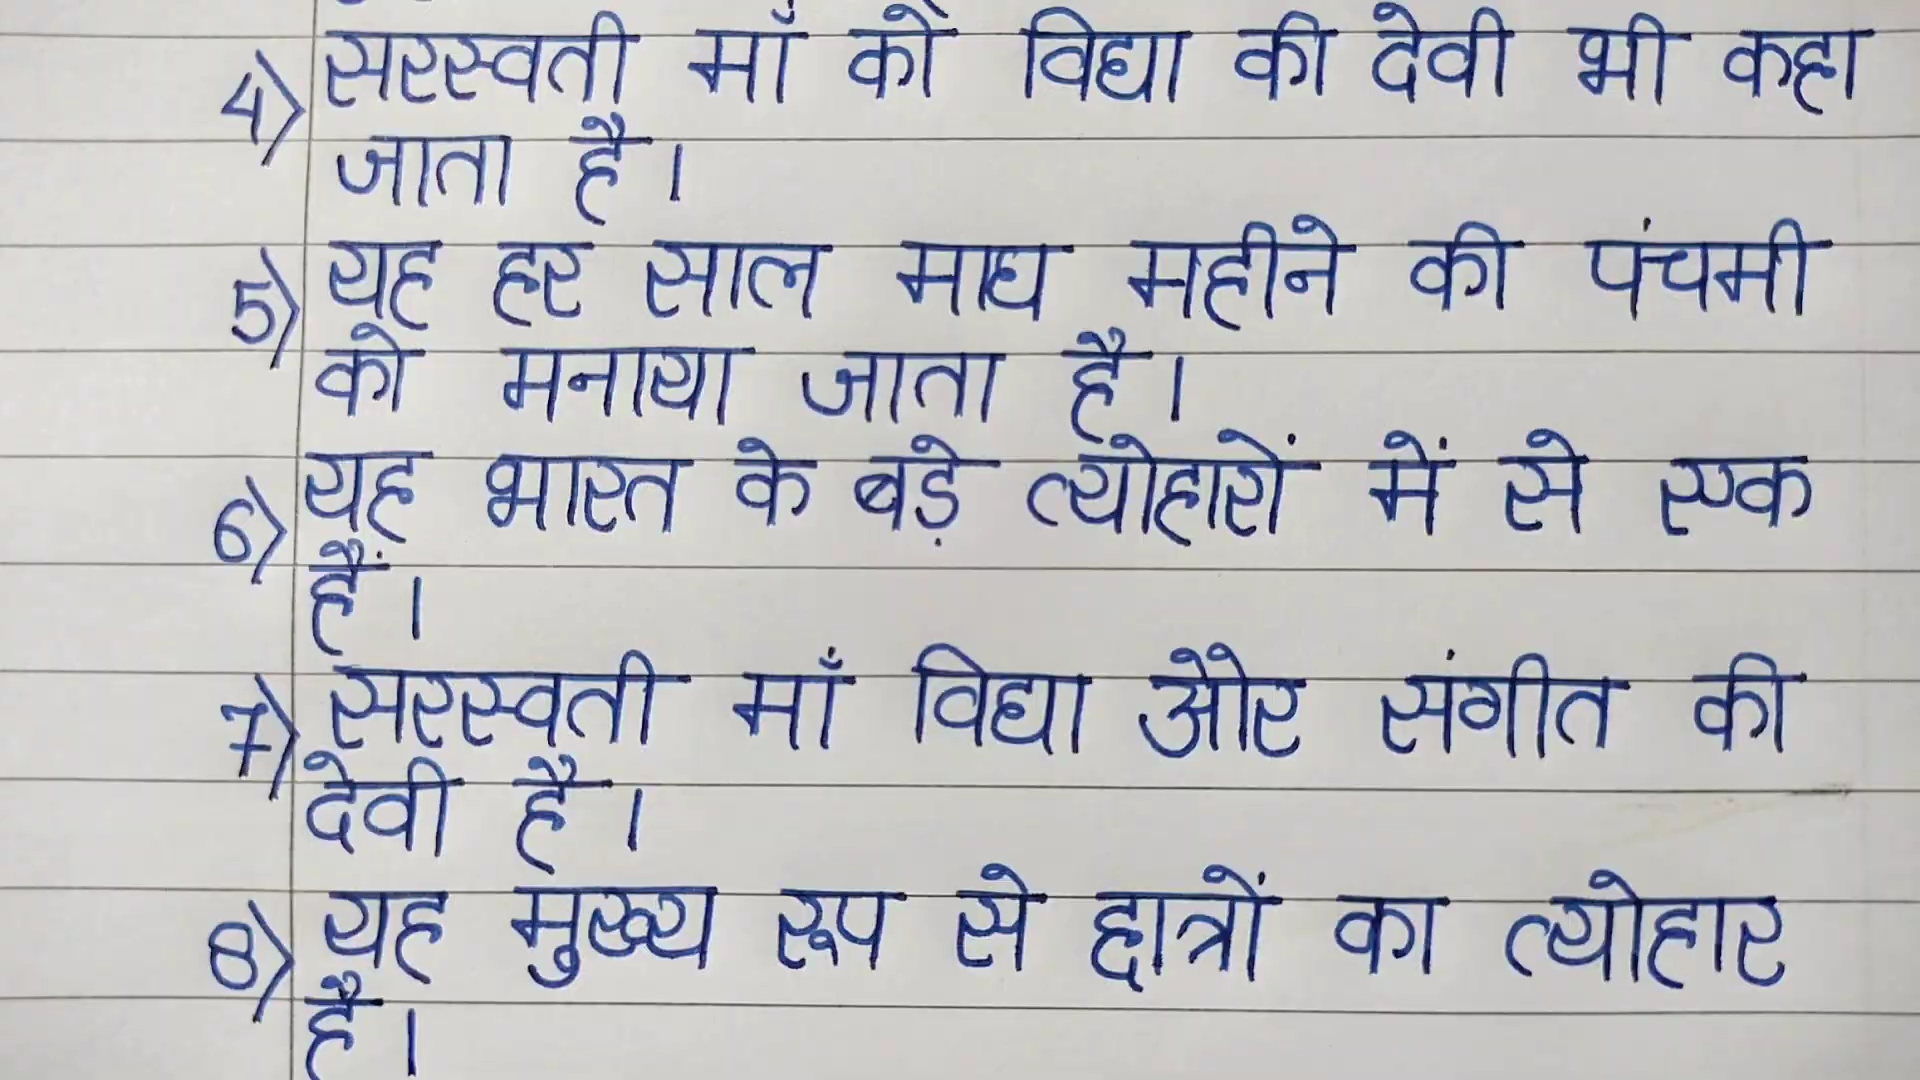 4) सरस्वती माँ को विद्या की देवी भी कहा
जाता है।
5) यह हर साल माघ महीने की पंचमी
को मनाया जाता है।
6) यह भारत के बड़े त्योहारों में से एक
हैं।
7) सरस्वती माँ विद्या और संगीत की
देवी है।
8) यह मुख्य रूप से छात्रों का त्योहार
है।